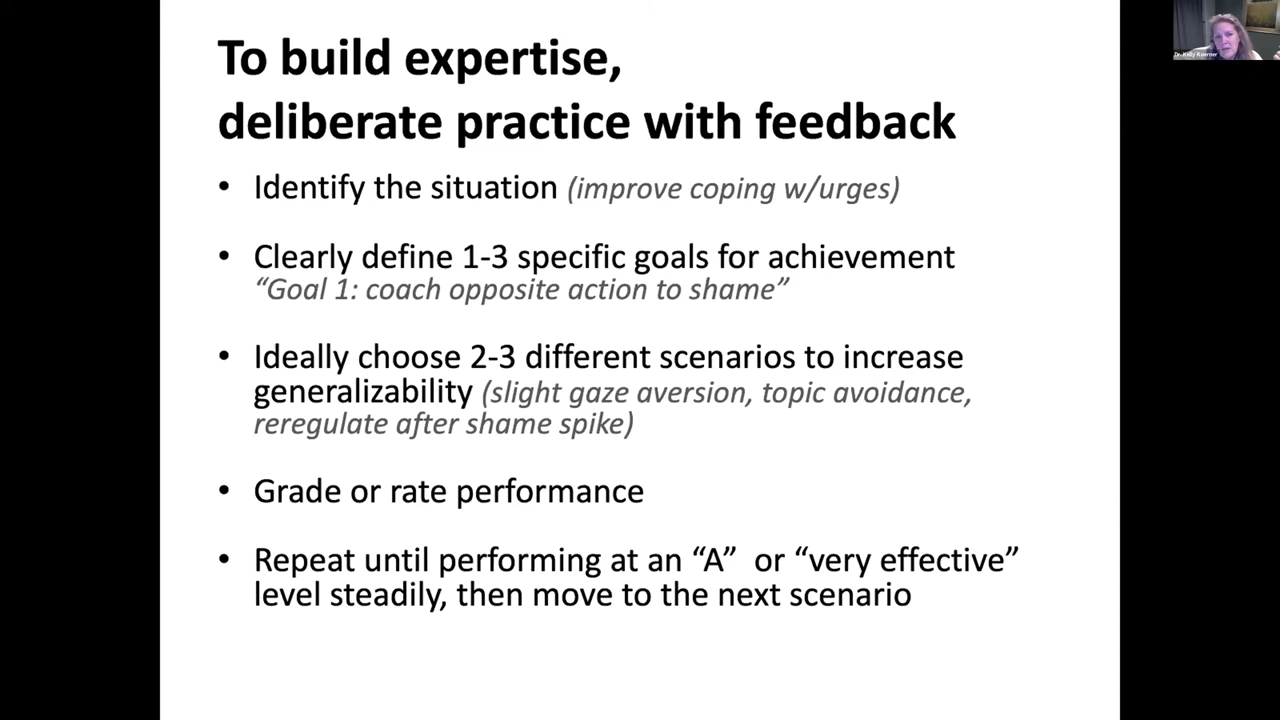 To build expertise,
deliberate practice with feedback
• Identify the situation (improve coping w/urges)
• Clearly define 1-3 specific goals for achievement
“Goal 1: coach opposite action to shame”
• Ideally choose 2-3 different scenarios to increase
generalizability (slight gaze aversion, topic avoidance,
reregulate after shame spike)
• Grade or rate performance
• Repeat until performing at an “A” or “very effective”
level steadily, then move to the next scenario
Dr. Kelly Koerner